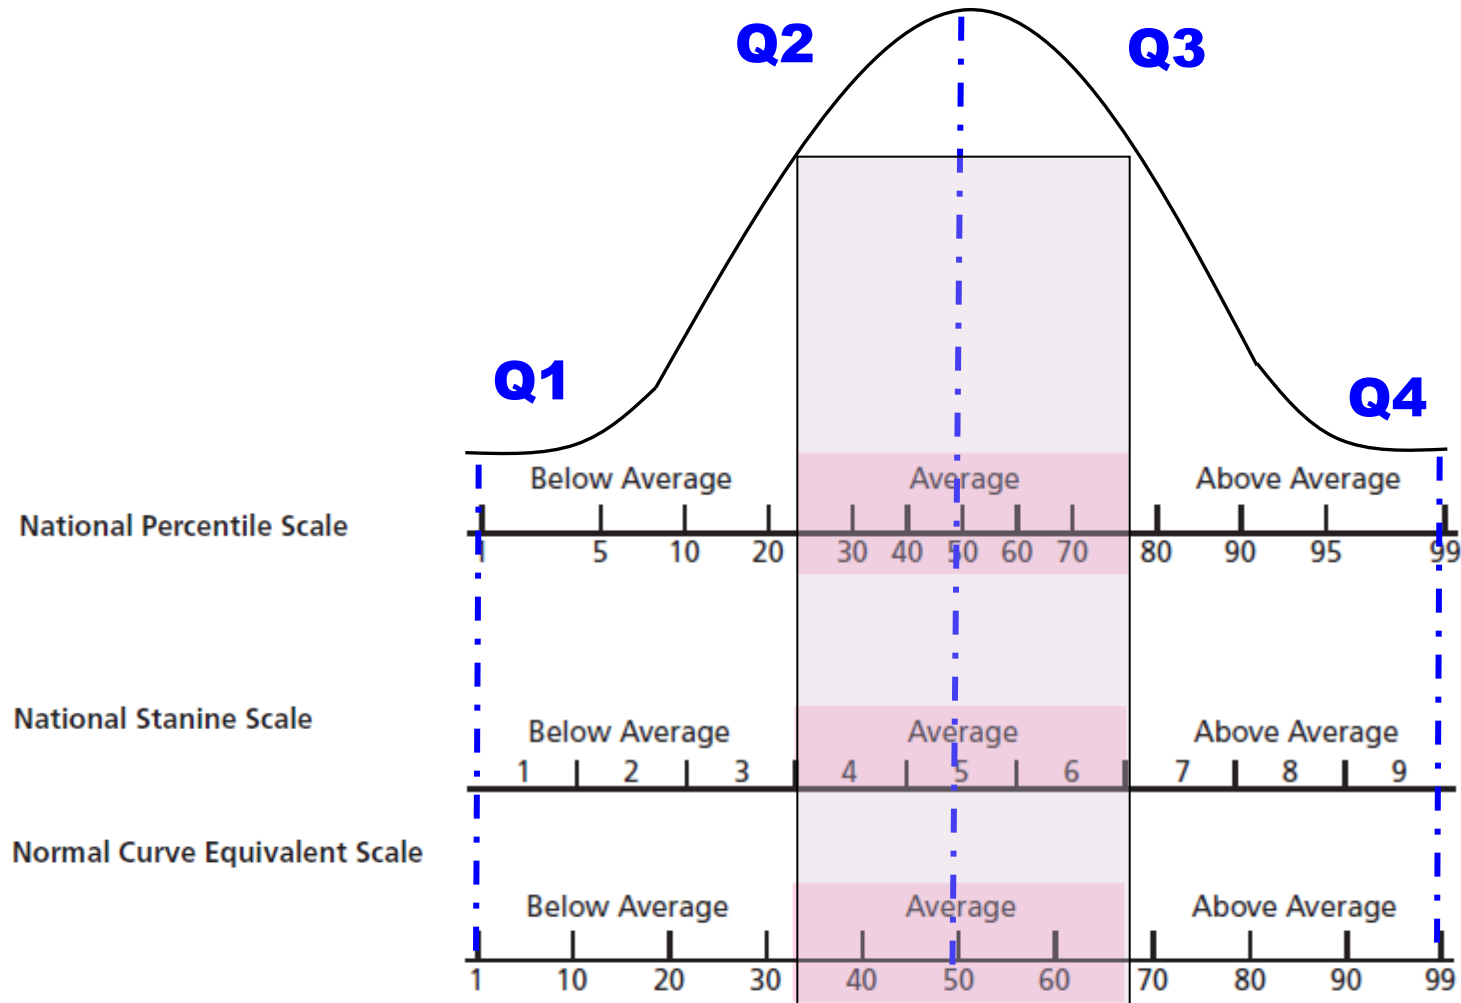 Q2 Q3
Q1 Q4
Below Average Average Above Average
National Percentile Scale
1 5 10 20 30 40 50 60 70 80 90 95 99
National Stanine Scale
Below Average Average Above Average
1 2 3 4 5 6 7 8 9
Normal Curve Equivalent Scale
Below Average Average Above Average
1 10 20 30 40 50 60 70 80 90 99